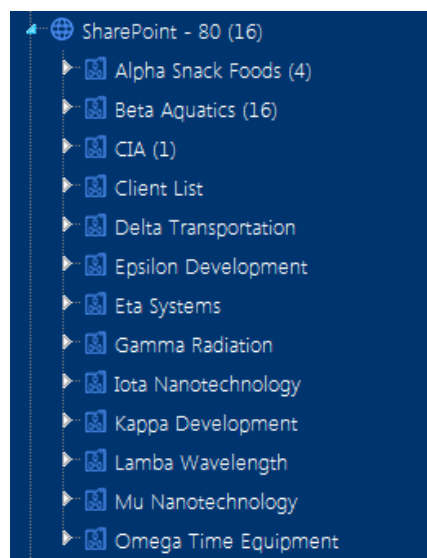 SharePoint - 80 (16)
Alpha Snack Foods (4)
Beta Aquatics (16)
CIA (1)
Client List
Delta Transportation
Epsilon Development
Eta Systems
Gamma Radiation
Iota Nanotechnology
Kappa Development
Lamba Wavelength
Mu Nanotechnology
Omega Time Equipment